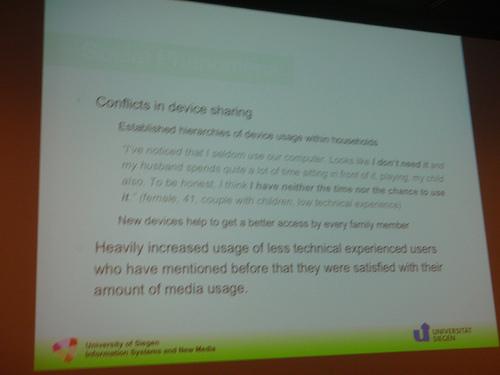 Conflicts in device sharing
Established hierarchies of device usage within households
"I've noticed that I seldom use our computer. Looks like I don't need it and
my husband spends quite a lot of time sitting in front of it, playing, my child
also. To be honest, I think I have neither the time nor the chance to use
it." (female, 41, couple with children, low technical experience)
New devices help to get a better access by every family member
Heavily increased usage of less technical experienced users
who have mentioned before that they were satisfied with their
amount of media usage.
University of Siegen
Information Systems and New Media
UNIVERSITÄT
SIEGEN